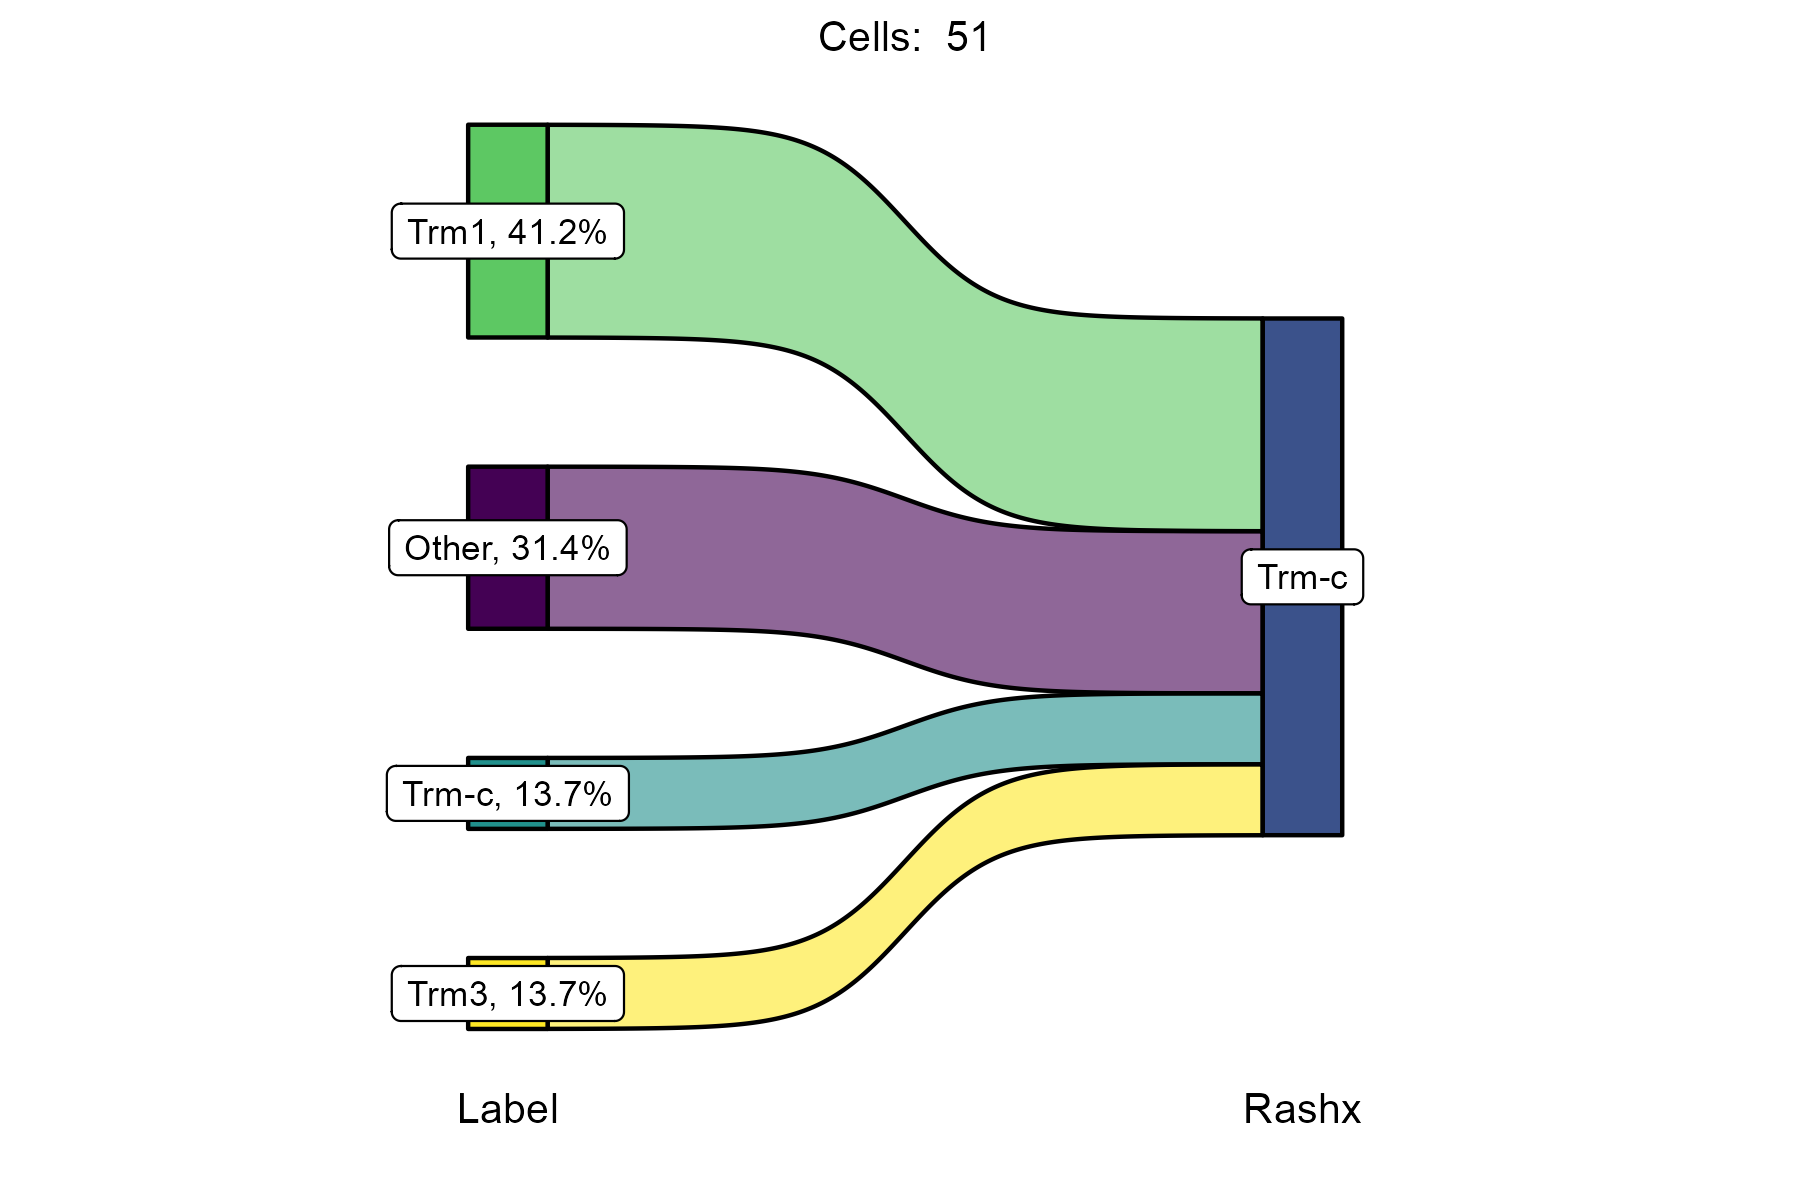 Cells:  51
Trm1, 41.2%
Other, 31.4%
Trm-c
Trm-c, 13.7%
Trm3, 13.7%
Label
Rashx